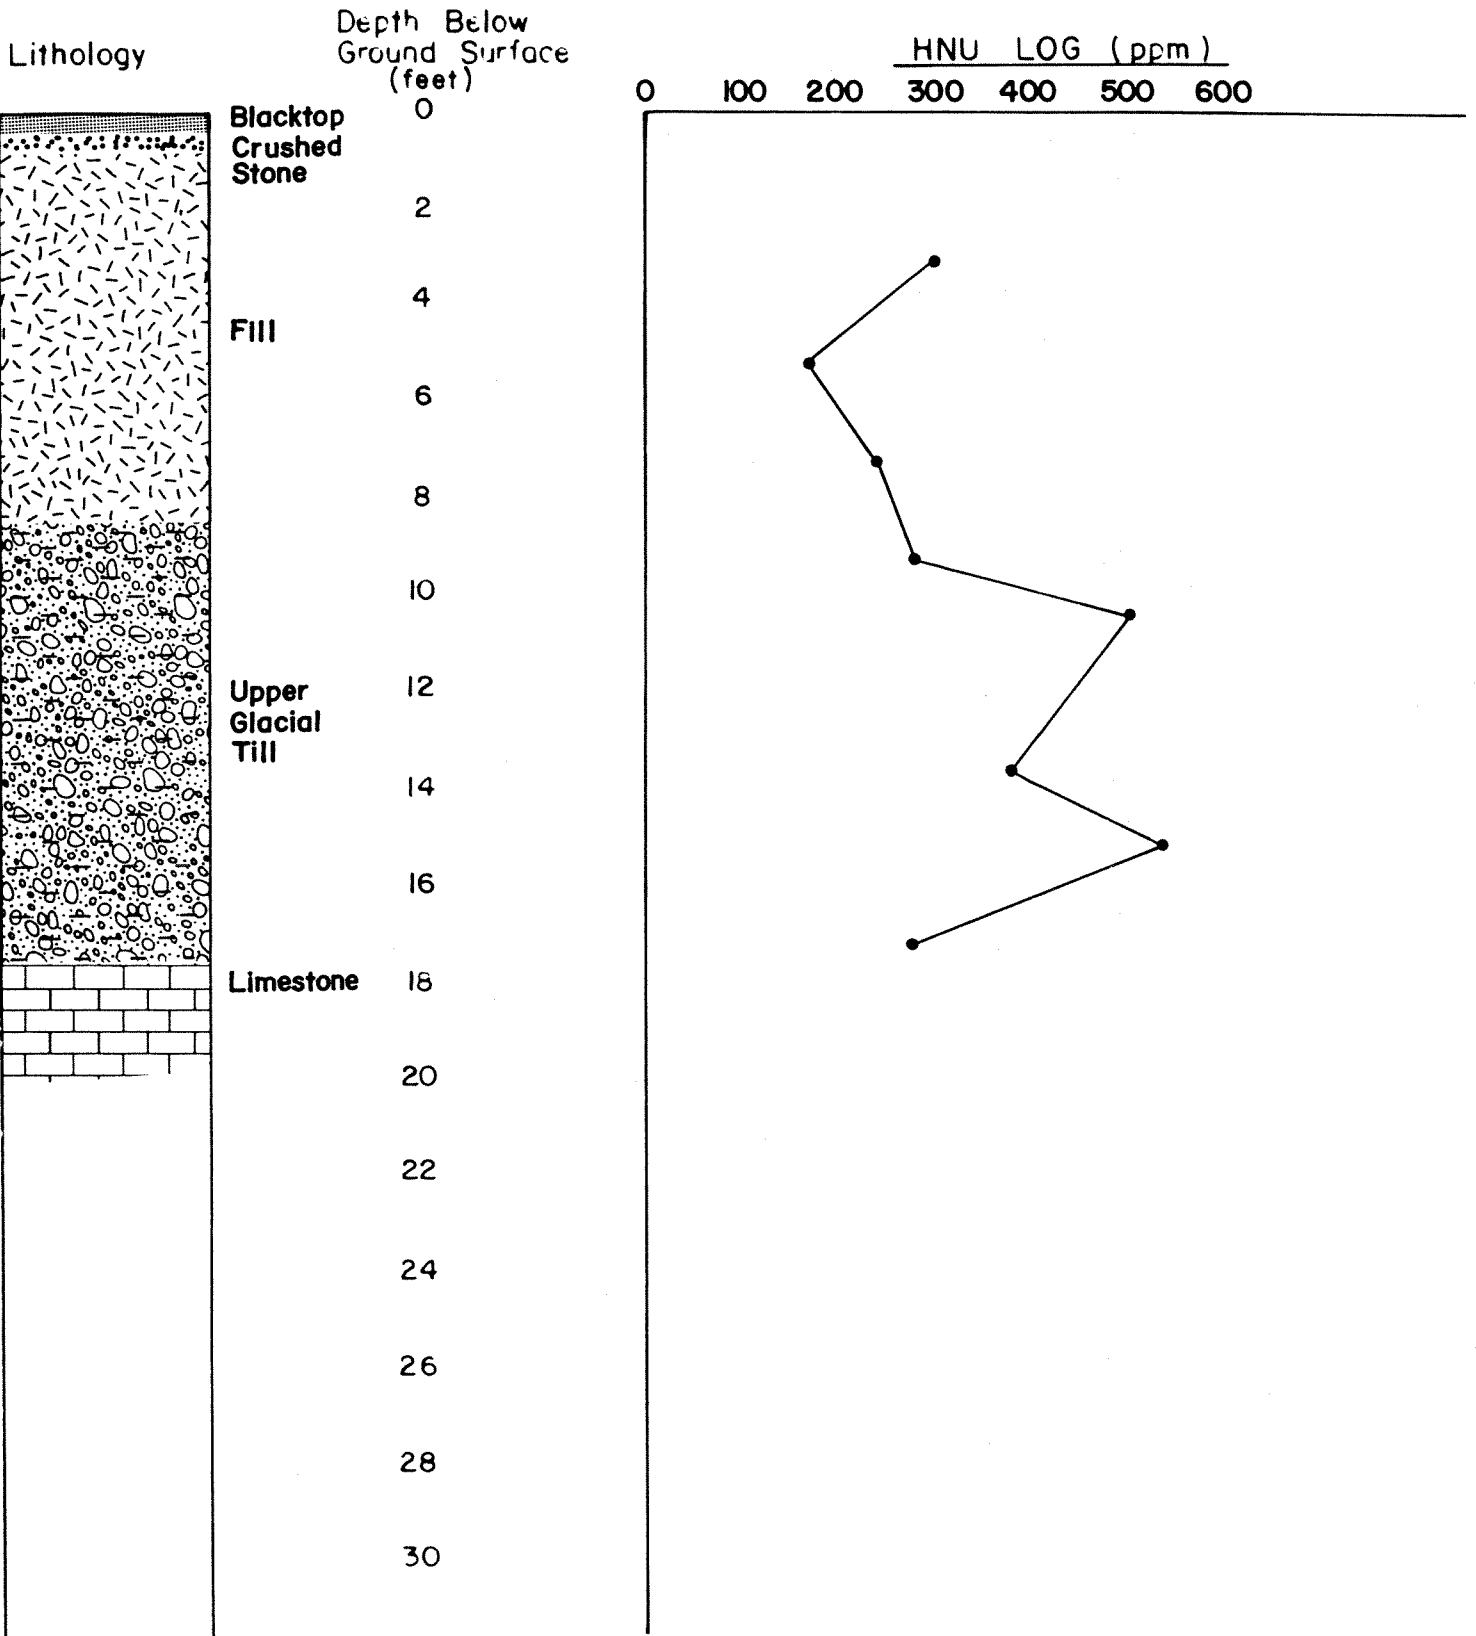 Lithology
Depth Below
Ground Surface
(feet)
HNU LOG (ppm)
0 100 200 300 400 500 600
Blacktop
Crushed
Stone
Fill
Upper
Glacial
Till
Limestone
0
2
4
6
8
10
12
14
16
18
20
22
24
26
28
30